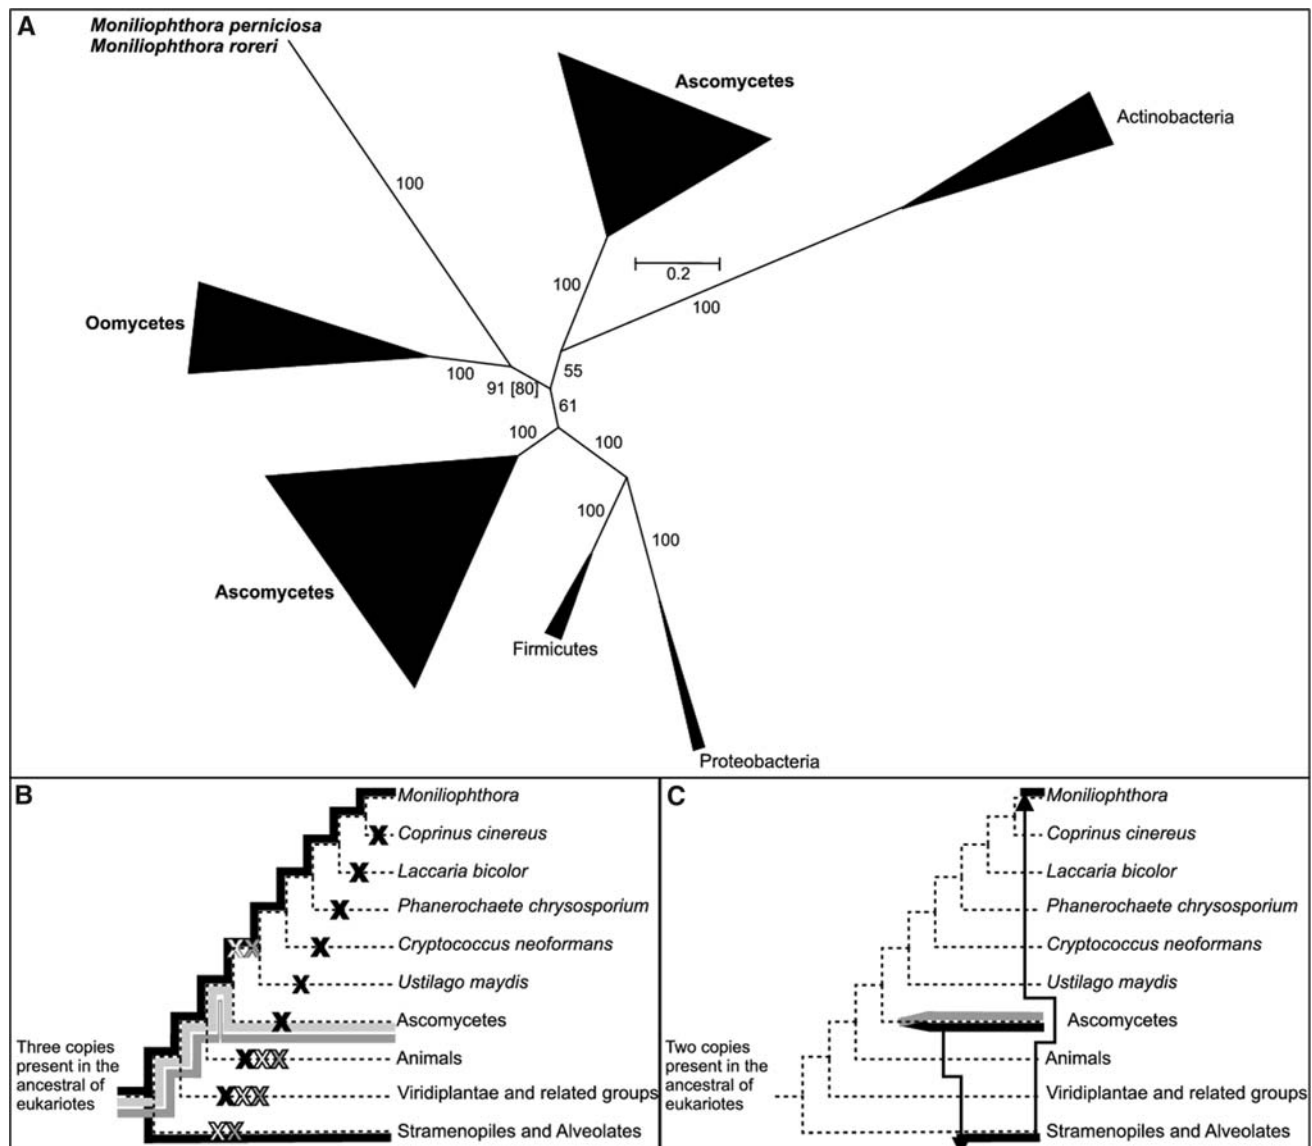 A
Moniliophthora perniciosa
Moniliophthora roreri
Ascomycetes
Actinobacteria
100
100
0.2
100
Oomycetes
100
91 [80]
55
61
100
100
100
100
Ascomycetes
Firmicutes
Proteobacteria
B
Moniliophthora
Coprinus cinereus
Laccaria bicolor
Phanerochaete chrysosporium
Cryptococcus neoformans
Ustilago maydis
Ascomycetes
Animals
Viridiplantae and related groups
Stramenopiles and Alveolates
Three copies
present in the
ancestral of
eukariotes
C
Moniliophthora
Coprinus cinereus
Laccaria bicolor
Phanerochaete chrysosporium
Cryptococcus neoformans
Ustilago maydis
Ascomycetes
Animals
Viridiplantae and related groups
Stramenopiles and Alveolates
Two copies
present in the
ancestral of
eukariotes